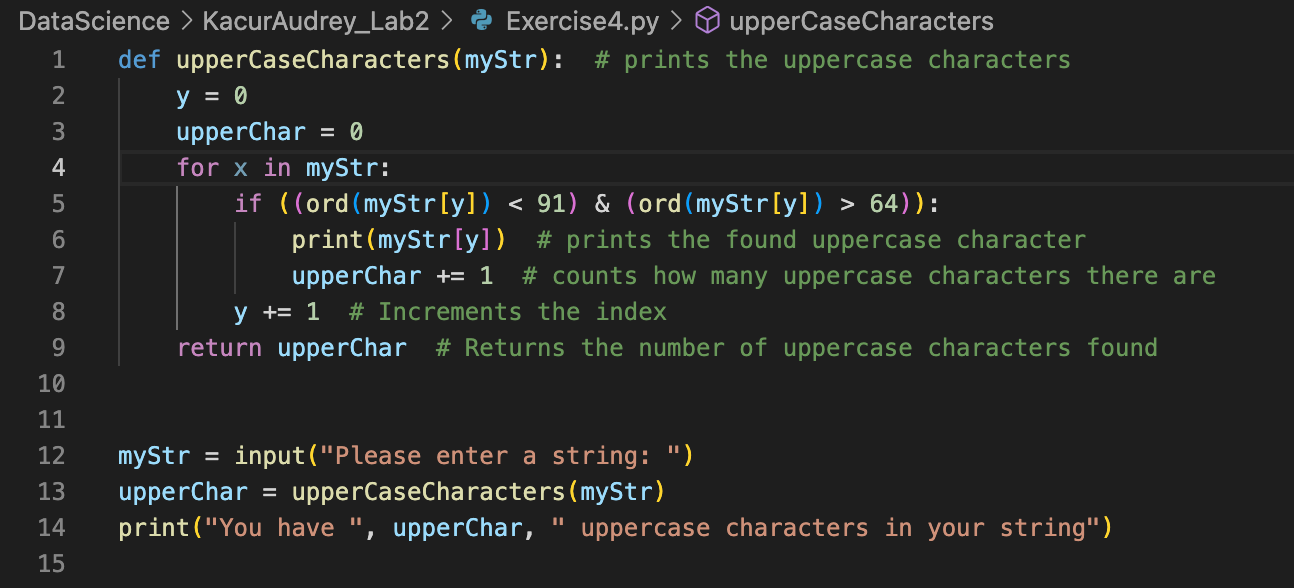 DataScience > KacurAudrey_Lab2 > Exercise4.py > upperCaseCharacters
1 def upperCaseCharacters(myStr):  # prints the uppercase characters
2     y = 0
3     upperChar = 0
4     for x in myStr:
5         if ((ord(myStr[y]) < 91) & (ord(myStr[y]) > 64)):
6             print(myStr[y])  # prints the found uppercase character
7             upperChar += 1  # counts how many uppercase characters there are
8         y += 1  # Increments the index
9     return upperChar  # Returns the number of uppercase characters found
10
11
12 myStr = input("Please enter a string: ")
13 upperChar = upperCaseCharacters(myStr)
14 print("You have ", upperChar, " uppercase characters in your string")
15